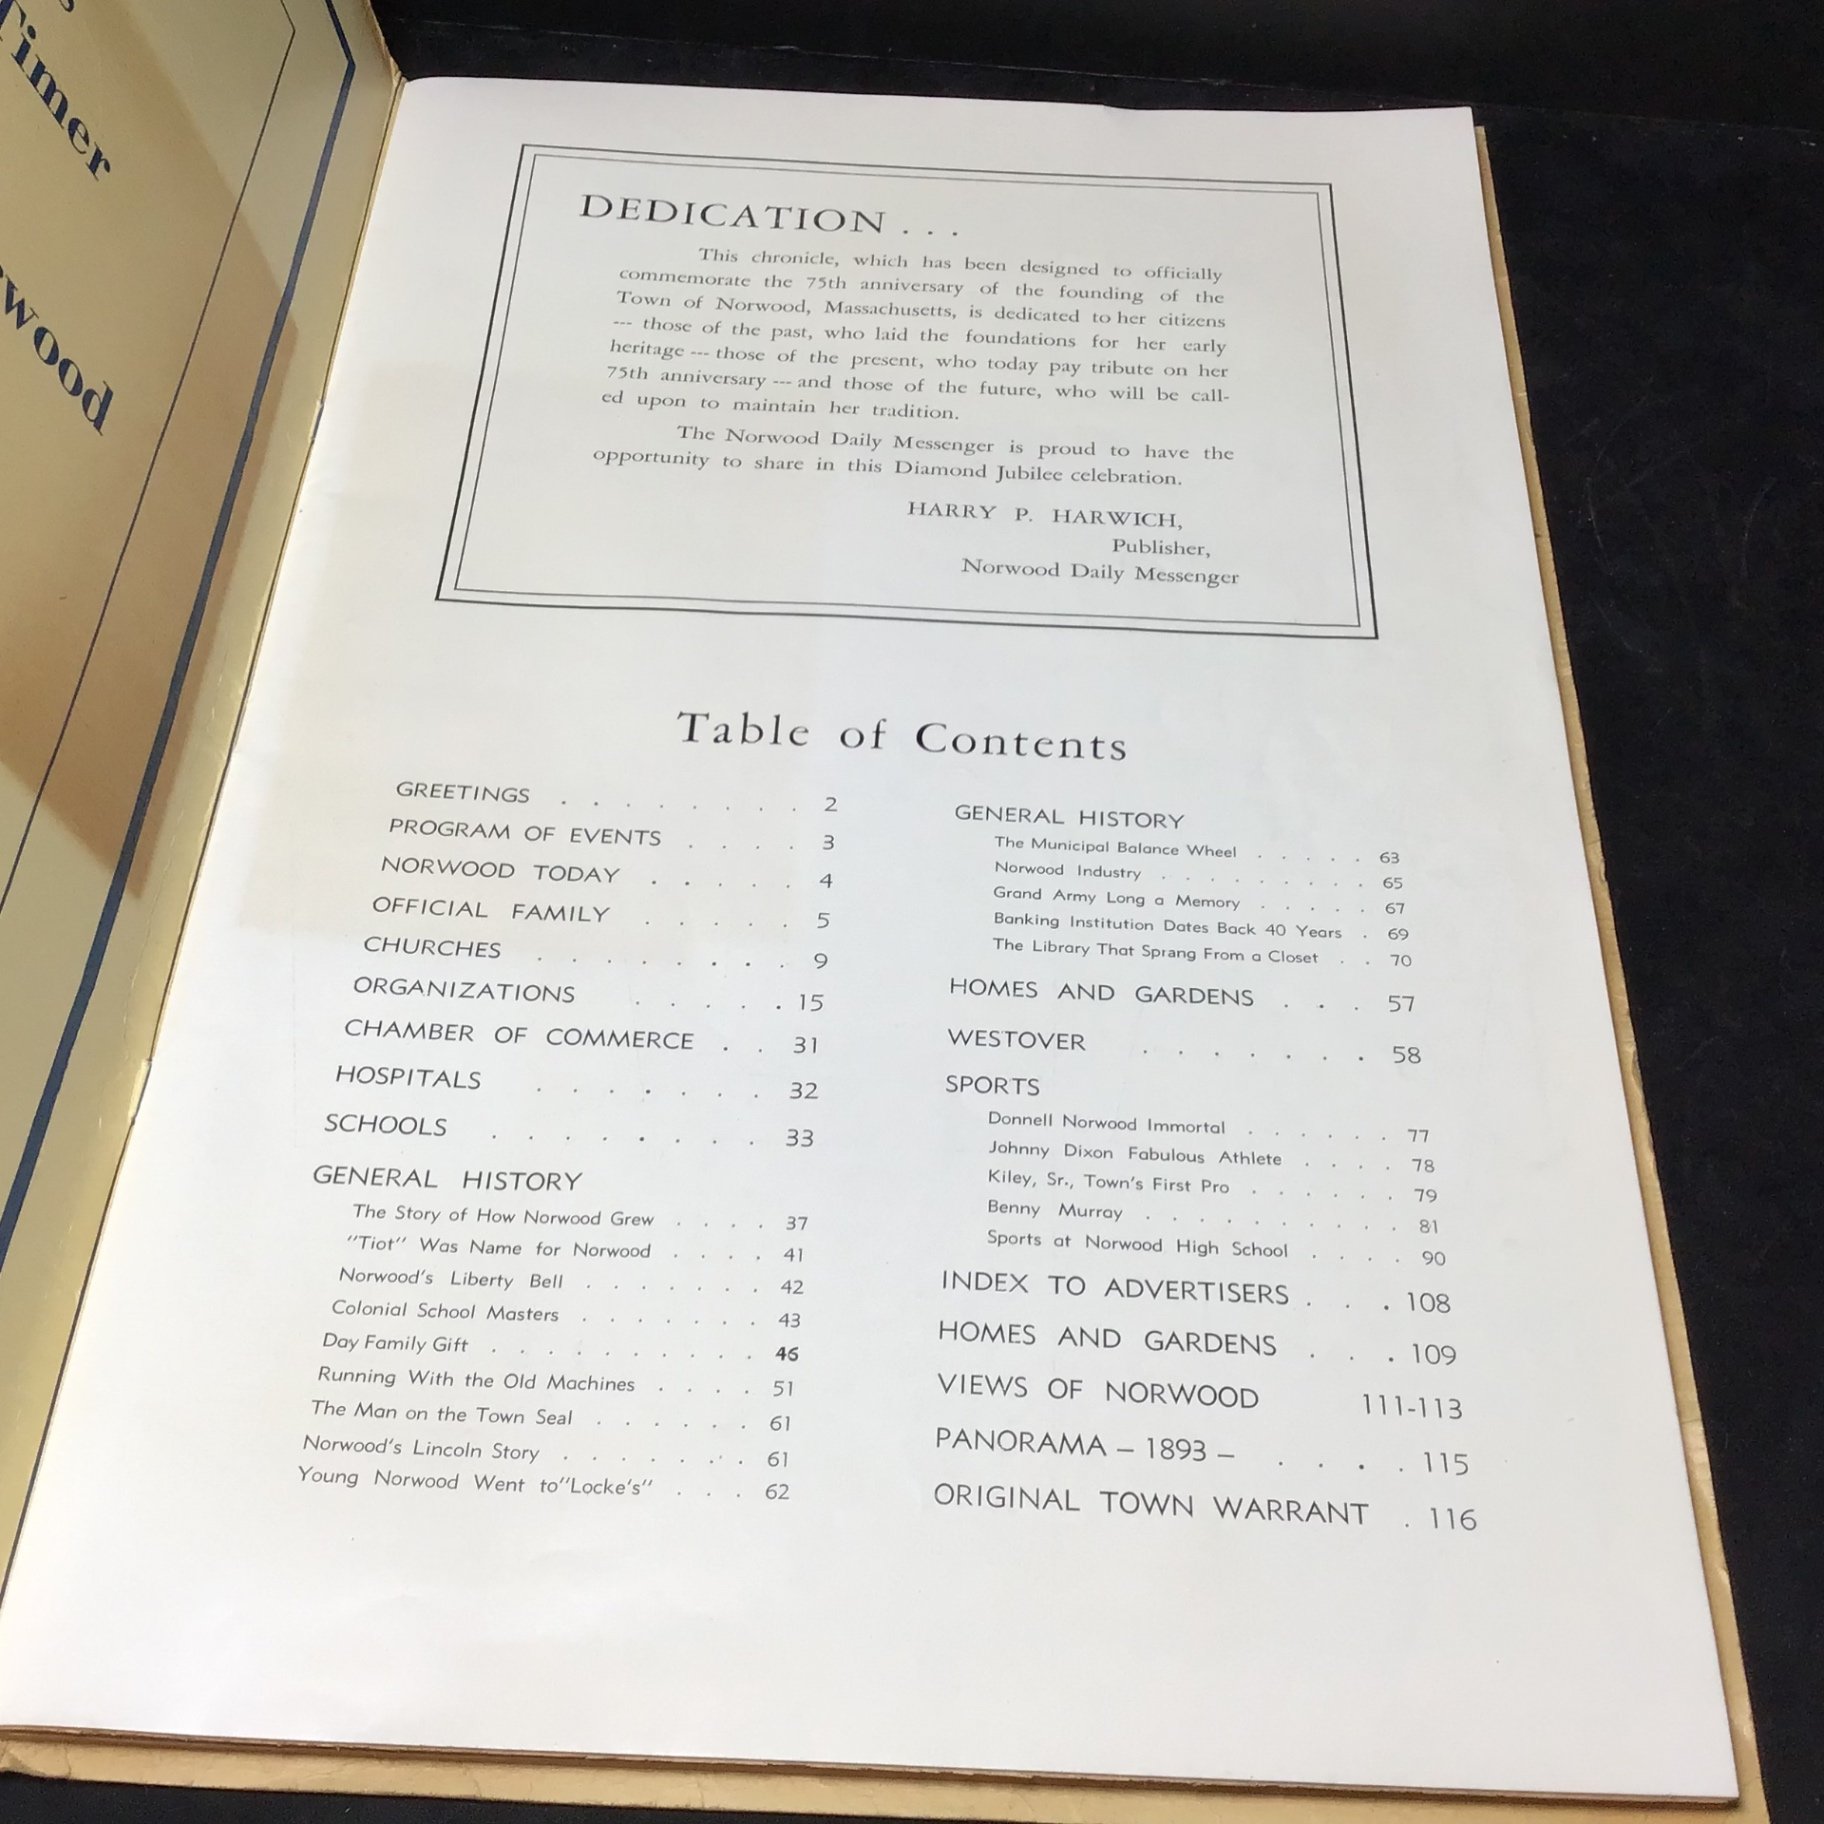 DEDICATION . . .
This chronicle, which has been designed to officially
commemorate the 75th anniversary of the founding of the
Town of Norwood, Massachusetts, is dedicated to her citizens
--- those of the past, who laid the foundations for her early
heritage --- those of the present, who today pay tribute on her
75th anniversary --- and those of the future, who will be call-
ed upon to maintain her tradition.
The Norwood Daily Messenger is proud to have the
opportunity to share in this Diamond Jubilee celebration.
HARRY P. HARWICH,
Publisher,
Norwood Daily Messenger
Table of Contents
GREETINGS . . . . . . . . 2
PROGRAM OF EVENTS . . . . 3
NORWOOD TODAY . . . . . 4
OFFICIAL FAMILY . . . . . 5
CHURCHES . . . . . . . . . 9
ORGANIZATIONS . . . . . 15
CHAMBER OF COMMERCE . . 31
HOSPITALS . . . . . . . 32
SCHOOLS . . . . . . . . 33
GENERAL HISTORY
The Story of How Norwood Grew . . . . 37
"Tiot" Was Name for Norwood . . . . 41
Norwood's Liberty Bell . . . . . . . 42
Colonial School Masters . . . . . . . 43
Day Family Gift . . . . . . . . . . 46
Running With the Old Machines . . . . 51
The Man on the Town Seal . . . . . . 61
Norwood's Lincoln Story . . . . . . . . 61
Young Norwood Went to "Locke's" . . . 62
GENERAL HISTORY
The Municipal Balance Wheel . . . . . 63
Norwood Industry . . . . . . . . . 65
Grand Army Long a Memory . . . . . 67
Banking Institution Dates Back 40 Years . 69
The Library That Sprang From a Closet . . 70
HOMES AND GARDENS . . . 57
WESTOVER . . . . . . . 58
SPORTS
Donnell Norwood Immortal . . . . . . 77
Johnny Dixon Fabulous Athlete . . . . 78
Kiley, Sr., Town's First Pro . . . . . . 79
Benny Murray . . . . . . . . . . 81
Sports at Norwood High School . . . . 90
INDEX TO ADVERTISERS . . . 108
HOMES AND GARDENS . . . 109
VIEWS OF NORWOOD 111-113
PANORAMA – 1893 – . . . . 115
ORIGINAL TOWN WARRANT . 116